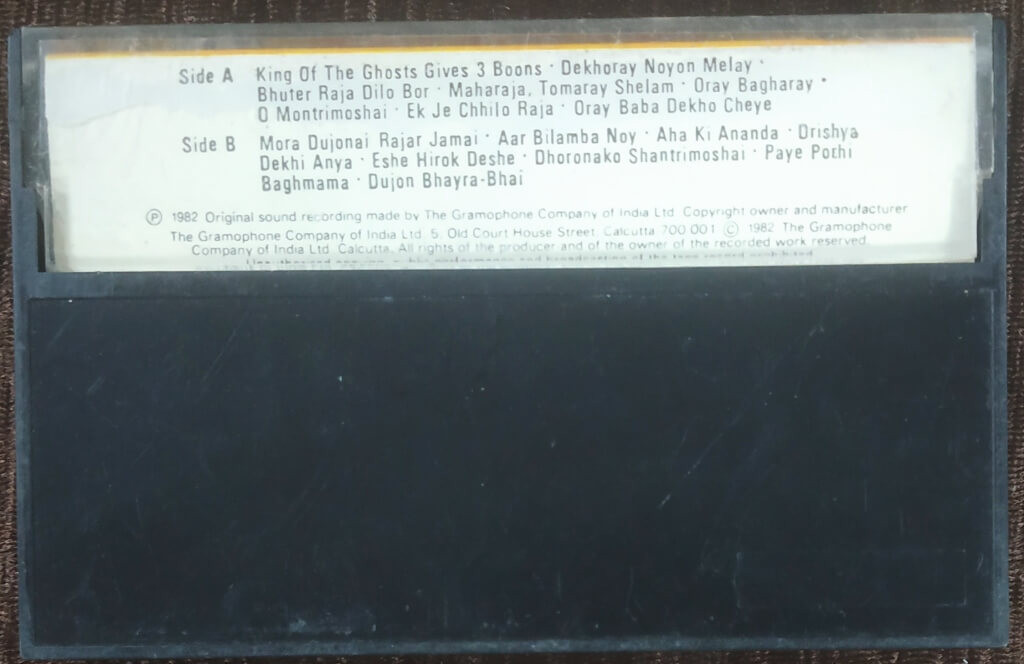 Side A King Of The Ghosts Gives 3 Boons · Dekhoray Noyon Melay ·
Bhuter Raja Dilo Bor · Maharaja, Tomaray Shelam · Oray Bagharay ·
O Montrimoshai · Ek Je Chhilo Raja · Oray Baba Dekho Cheye
Side B Mora Dujonai Rajar Jamai · Aar Bilamba Noy · Aha Ki Ananda · Drishya
Dekhi Anya · Eshe Hirok Deshe · Dhoronako Shantrimoshai · Paye Pothi
Baghmama · Dujon Bhayra-Bhai
Ⓟ 1982 Original sound recording made by The Gramophone Company of India Ltd. Copyright owner and manufacturer
The Gramophone Company of India Ltd. 5, Old Court House Street, Calcutta 700 001 © 1982 The Gramophone
Company of India Ltd. Calcutta. All rights of the producer and of the owner of the recorded work reserved.